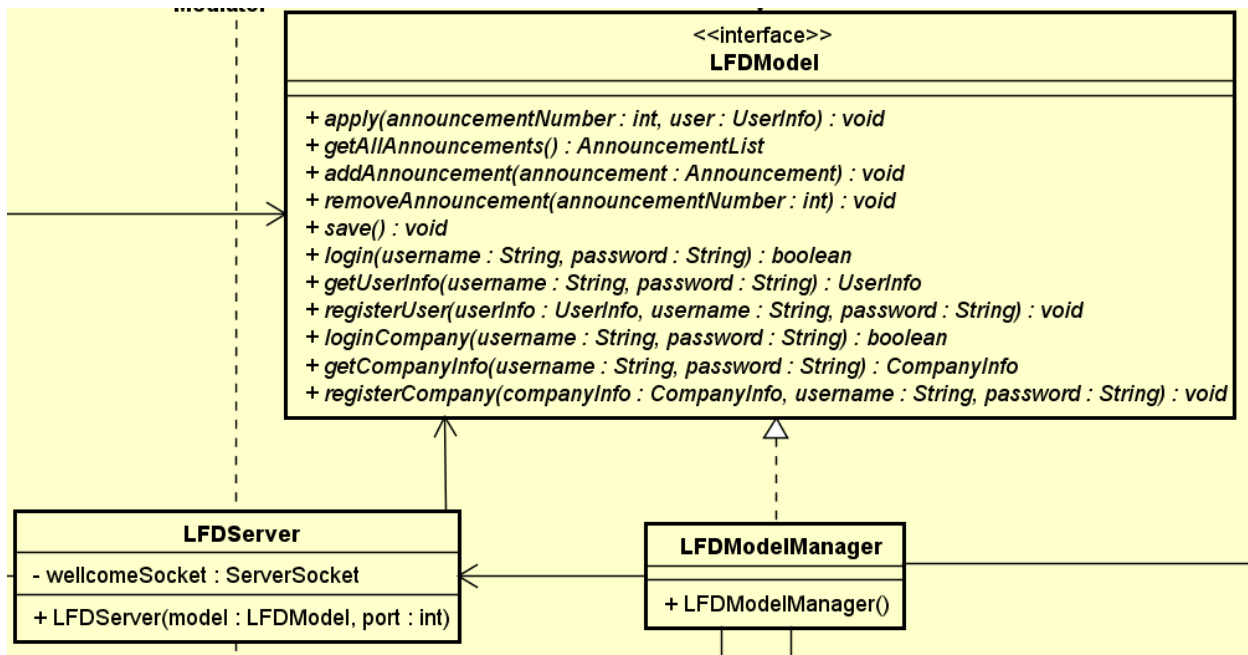 Mediator
<<interface>>
LFDModel
+ apply(announcementNumber : int, user : UserInfo) : void
+ getAllAnnouncements() : AnnouncementList
+ addAnnouncement(announcement : Announcement) : void
+ removeAnnouncement(announcementNumber : int) : void
+ save() : void
+ login(username : String, password : String) : boolean
+ getUserInfo(username : String, password : String) : UserInfo
+ registerUser(userInfo : UserInfo, username : String, password : String) : void
+ loginCompany(username : String, password : String) : boolean
+ getCompanyInfo(username : String, password : String) : CompanyInfo
+ registerCompany(companyInfo : CompanyInfo, username : String, password : String) : void
LFDServer
- wellcomeSocket : ServerSocket
+ LFDServer(model : LFDModel, port : int)
LFDModelManager
+ LFDModelManager()